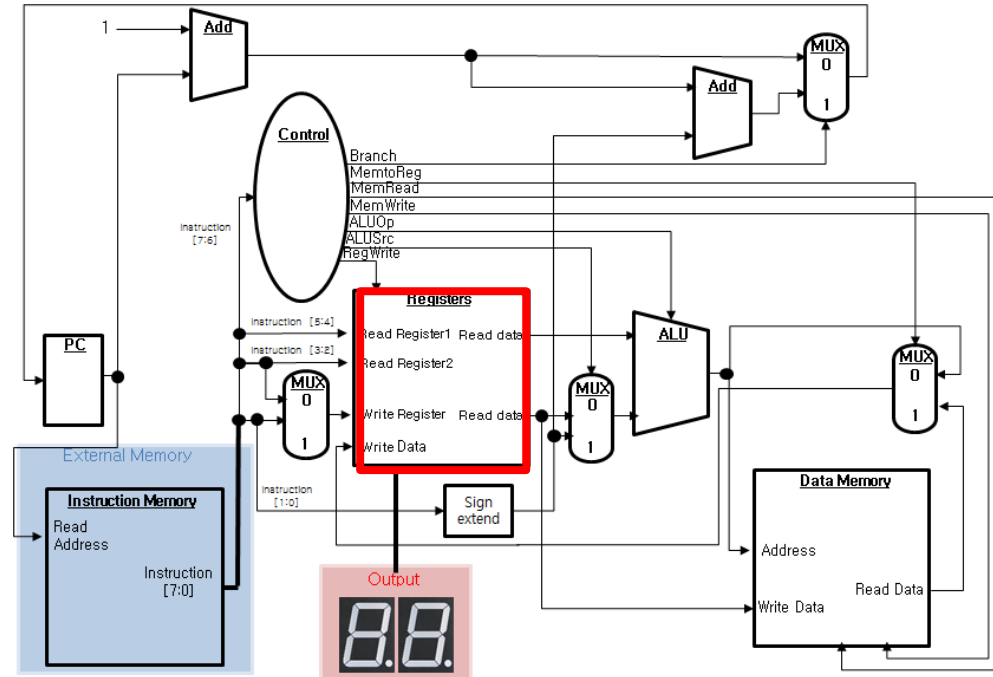 1
Add
MUX
0
1
Add
Control
Branch
MemtoReg
MemRead
MemWrite
ALUOp
ALUSrc
RegWrite
Instruction
[7:6]
Registers
Instruction [5:4]
Read Register1
Read data
Instruction [3:2]
Read Register2
MUX
0
1
Write Register
Read data
Write Data
MUX
0
1
ALU
MUX
0
1
PC
External Memory
Instruction Memory
Read
Address
Instruction
[7:0]
Instruction
[1:0]
Sign
extend
Data Memory
Address
Read Data
Write Data
Output
8.8.